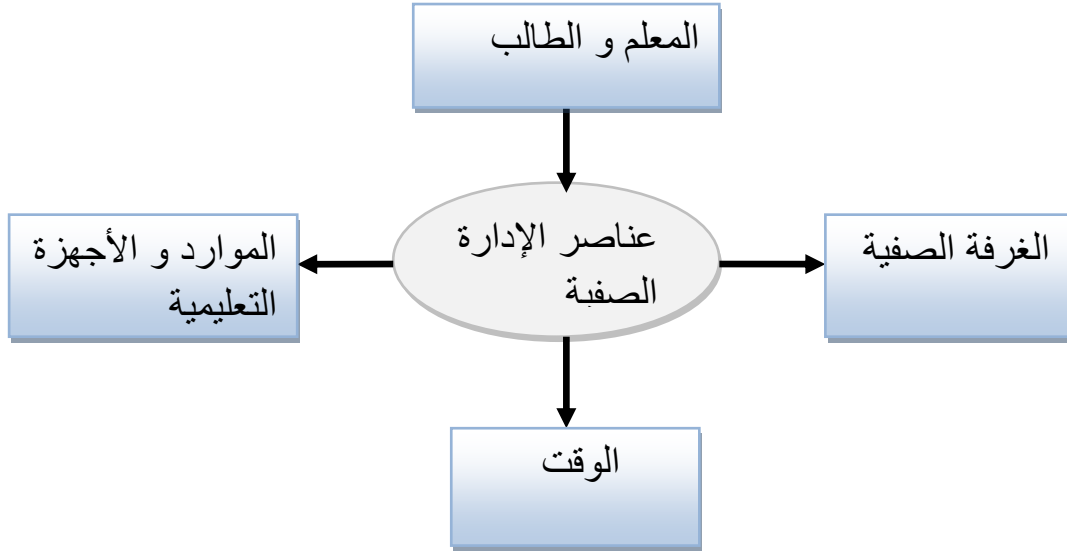 المعلم و الطالب
عناصر الإدارة
الصفية
الغرفة الصفية
الموارد و الأجهزة
التعليمية
الوقت